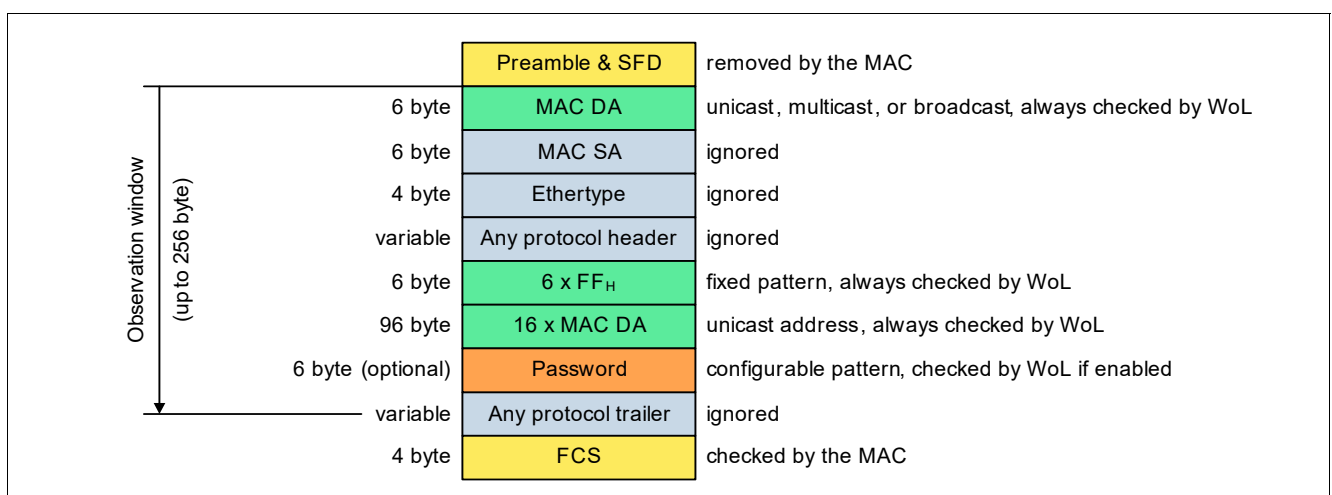 Preamble & SFD removed by the MAC
6 byte MAC DA unicast, multicast, or broadcast, always checked by WoL
6 byte MAC SA ignored
4 byte Ethertype ignored
variable Any protocol header ignored
6 byte 6 x FFH fixed pattern, always checked by WoL
96 byte 16 x MAC DA unicast address, always checked by WoL
6 byte (optional) Password configurable pattern, checked by WoL if enabled
variable Any protocol trailer ignored
4 byte FCS checked by the MAC
Observation window
(up to 256 byte)